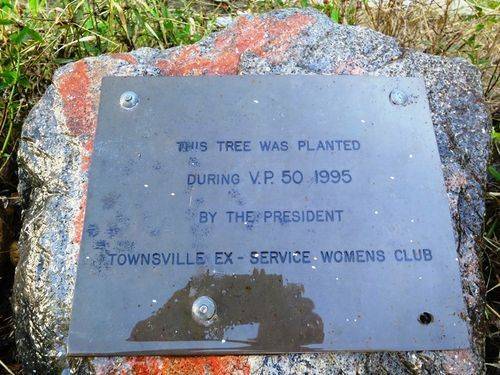 THIS TREE WAS PLANTED
DURING V.P. 50 1995
BY THE PRESIDENT
TOWNSVILLE EX - SERVICE WOMENS CLUB